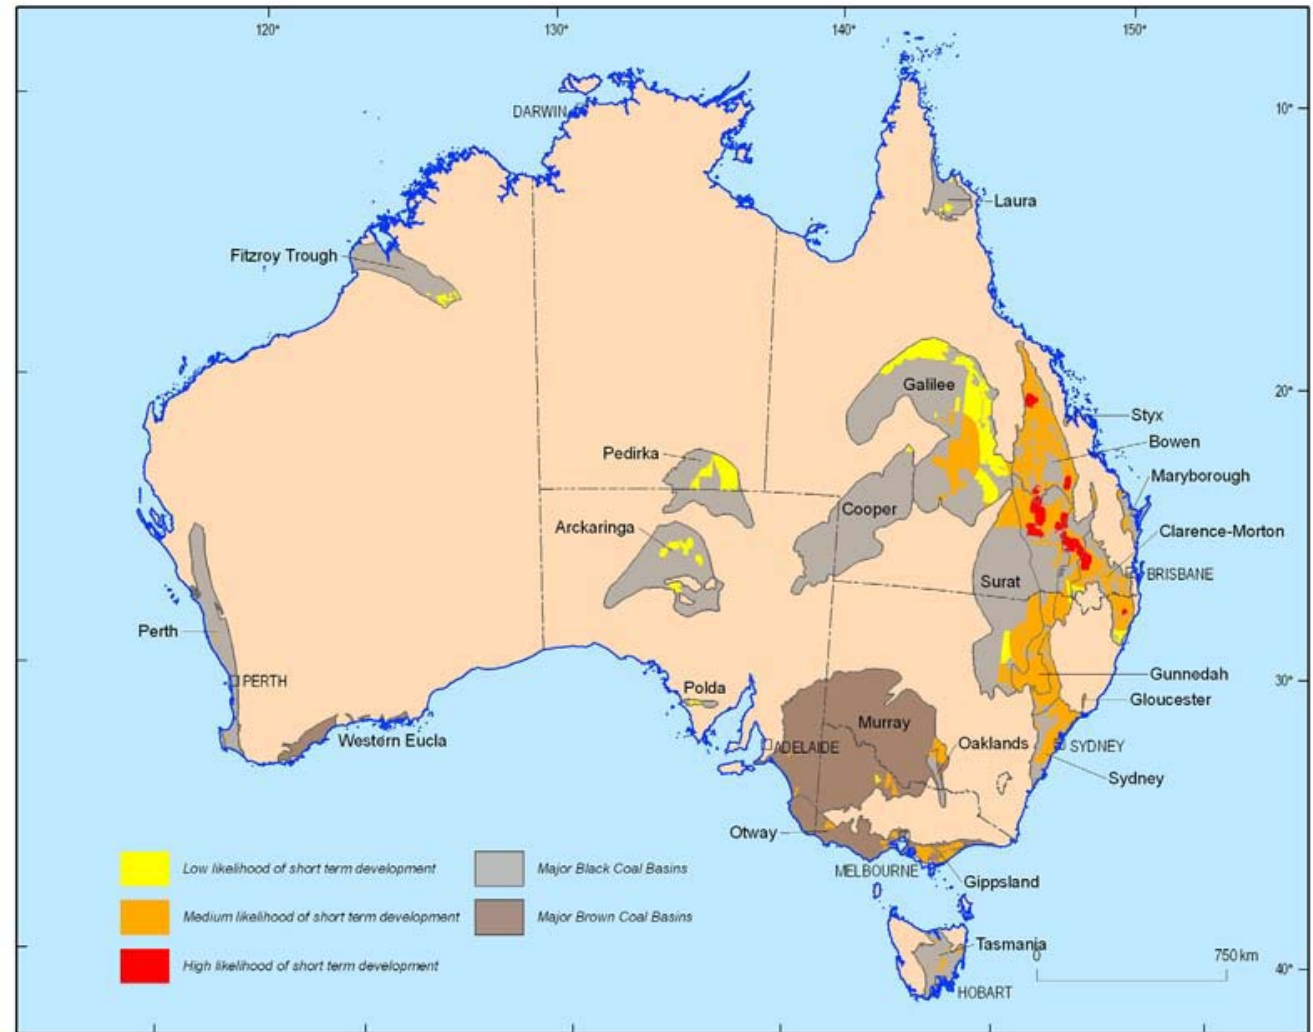 120°
130°
140°
150°
DARWIN
10°
Laura
Fitzroy Trough
Galilee
20°
Styx
Bowen
Pedirka
Maryborough
Cooper
Arckaringa
Clarence-Morton
Surat
BRISBANE
Perth
PERTH
Gunnedah
30°
Polda
Gloucester
Murray
Western Eucla
ADELAIDE
Oaklands
SYDNEY
Sydney
Otway
Low likelihood of short term development
Major Black Coal Basins
MELBOURNE
Gippsland
Medium likelihood of short term development
Major Brown Coal Basins
Tasmania
0
750 km
High likelihood of short term development
40°
HOBART